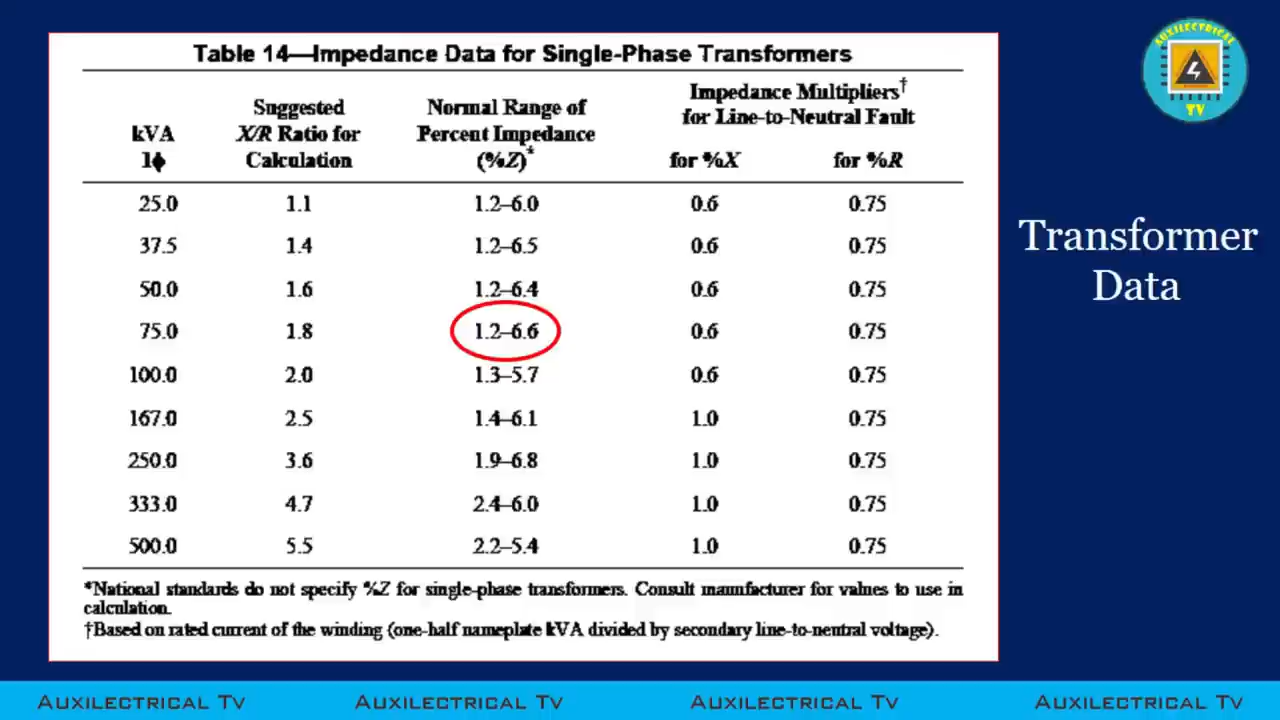 Table 14—Impedance Data for Single-Phase Transformers
kVA 1ϕ
Suggested X/R Ratio for Calculation
Normal Range of Percent Impedance (%Z)*
Impedance Multipliers† for Line-to-Neutral Fault
for %X for %R
25.0 1.1 1.2–6.0 0.6 0.75
37.5 1.4 1.2–6.5 0.6 0.75
50.0 1.6 1.2–6.4 0.6 0.75
75.0 1.8 1.2–6.6 0.6 0.75
100.0 2.0 1.3–5.7 0.6 0.75
167.0 2.5 1.4–6.1 1.0 0.75
250.0 3.6 1.9–6.8 1.0 0.75
333.0 4.7 2.4–6.0 1.0 0.75
500.0 5.5 2.2–5.4 1.0 0.75
*National standards do not specify %Z for single-phase transformers. Consult manufacturer for values to use in
calculation.
†Based on rated current of the winding (one-half nameplate kVA divided by secondary line-to-neutral voltage).
AUXILECTRICAL
TV
Transformer
Data
AUXILECTRICAL TV AUXILECTRICAL TV AUXILECTRICAL TV AUXILECTRICAL TV